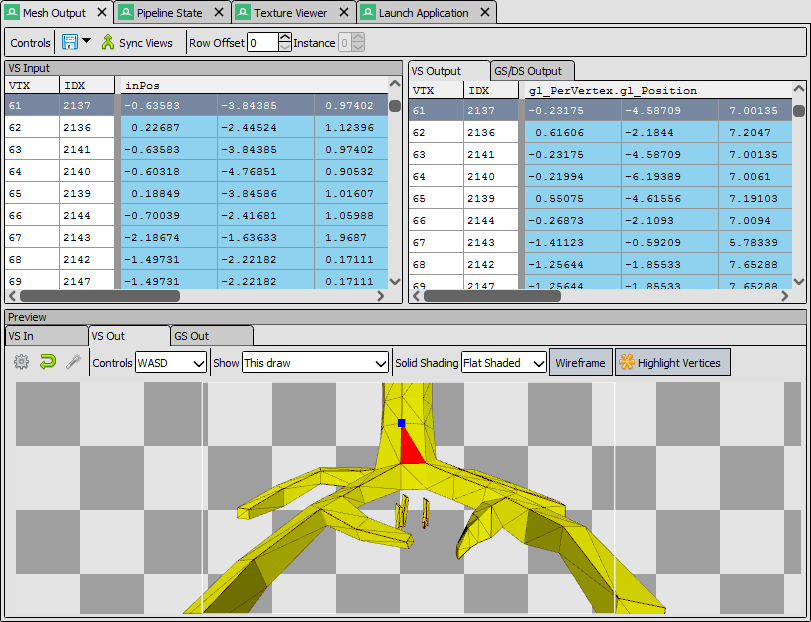 Mesh Output Pipeline State Texture Viewer Launch Application
Controls Sync Views Row Offset 0 Instance 0
VS Input
VTX IDX inPos
61 2137 -0.63583 -3.84385 0.97402
62 2136 0.22687 -2.44524 1.12396
63 2141 -0.63583 -3.84385 0.97402
64 2140 -0.60318 -4.76851 0.90532
65 2139 0.18849 -3.84586 1.01607
66 2144 -0.70039 -2.41681 1.05988
67 2143 -2.18674 -1.63633 1.9687
68 2142 -1.49731 -2.22182 0.17111
69 2147 -1.49731 -2.22182 0.17111
VS Output GS/DS Output
VTX IDX gl_PerVertex.gl_Position
61 2137 -0.23175 -4.58709 7.00135
62 2136 0.61606 -2.1844 7.2047
63 2141 -0.23175 -4.58709 7.00135
64 2140 -0.21994 -6.19389 7.0061
65 2139 0.55075 -4.61556 7.19103
66 2144 -0.26873 -2.1093 7.0094
67 2143 -1.41123 -0.59209 5.78339
68 2142 -1.25644 -1.85533 7.65288
69 2147 -1.25644 -1.85533 7.65288
Preview
VS In VS Out GS Out
Controls WASD Show This draw Solid Shading Flat Shaded Wireframe Highlight Vertices